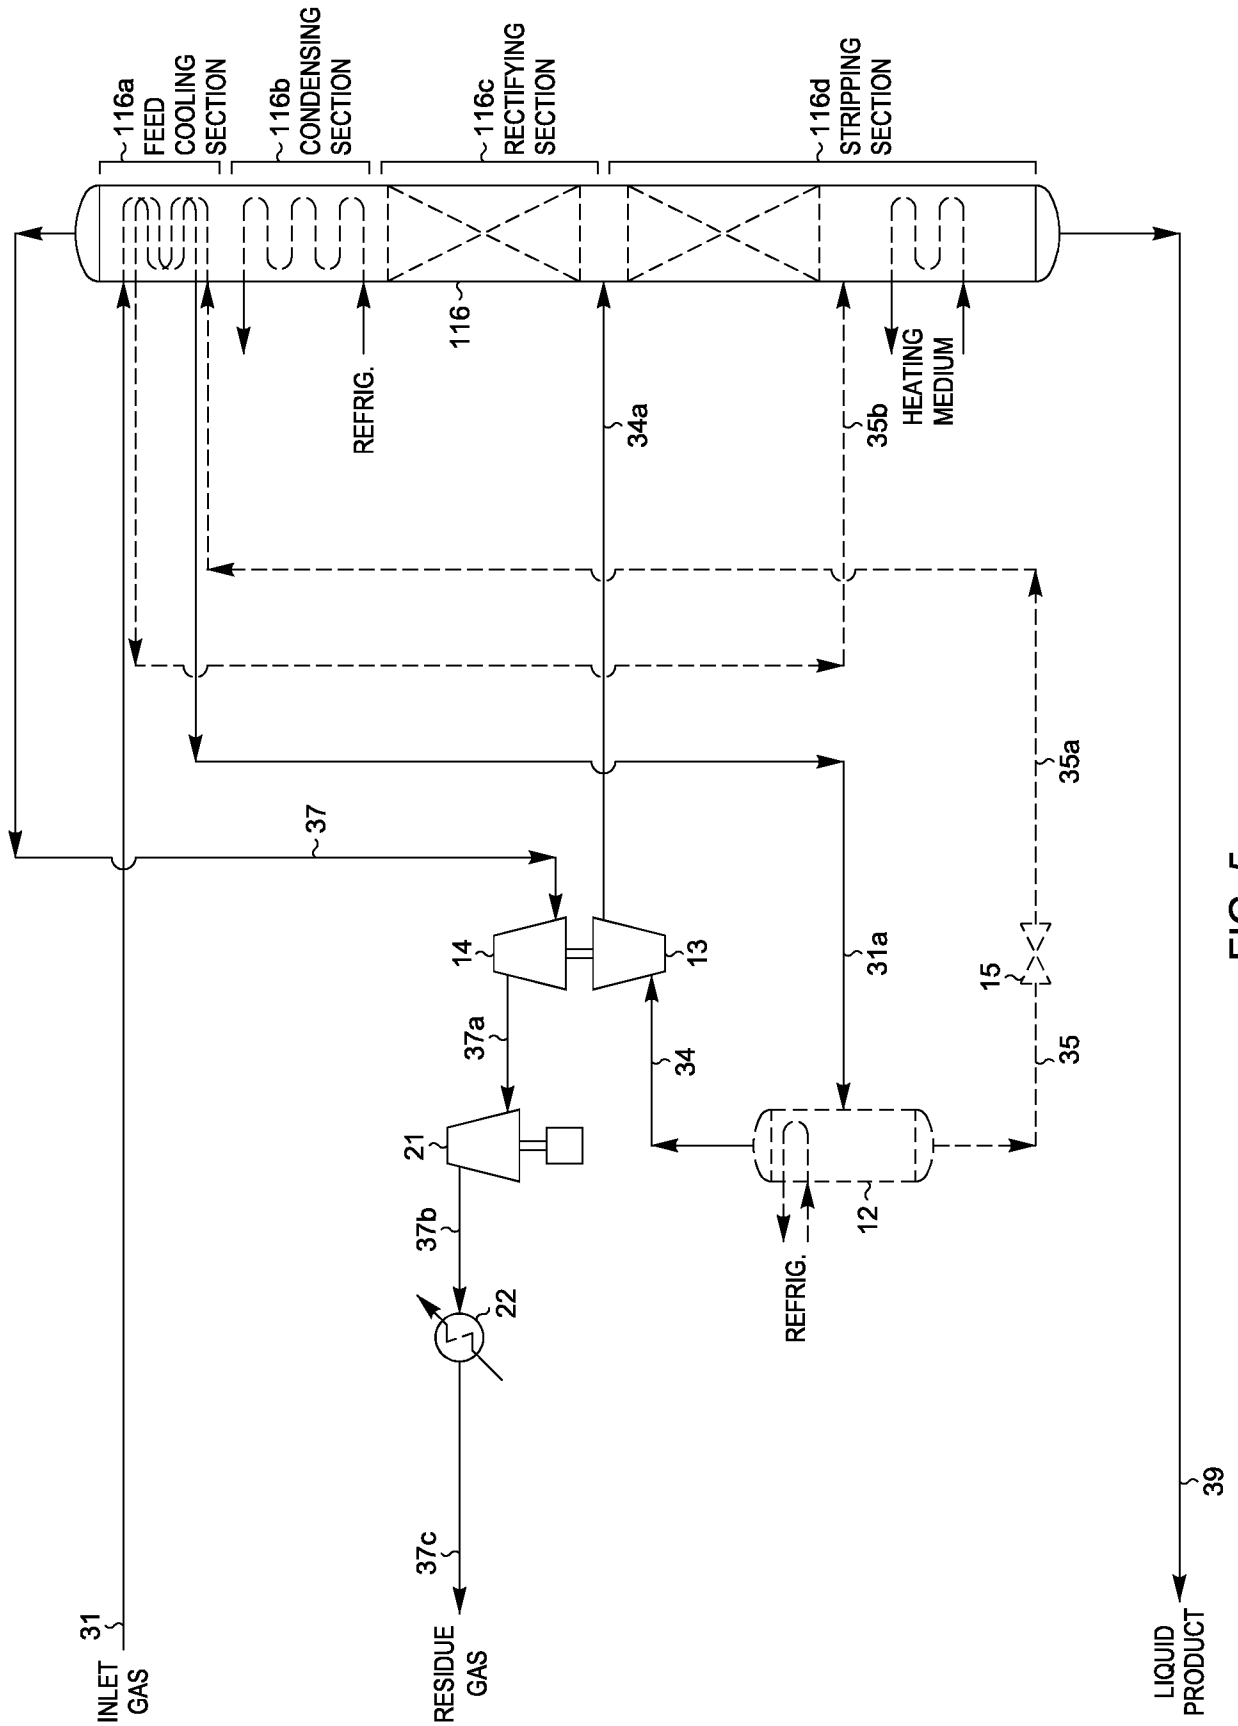 116a
FEED
COOLING
SECTION
116b
CONDENSING
SECTION
116c
RECTIFYING
SECTION
116d
STRIPPING
SECTION
116
REFRIG.
34a
35b
HEATING
MEDIUM
37
35a
14
13
31a
15
37a
34
35
21
12
37b
REFRIG.
22
37c
39
31
INLET
GAS
RESIDUE
GAS
LIQUID
PRODUCT